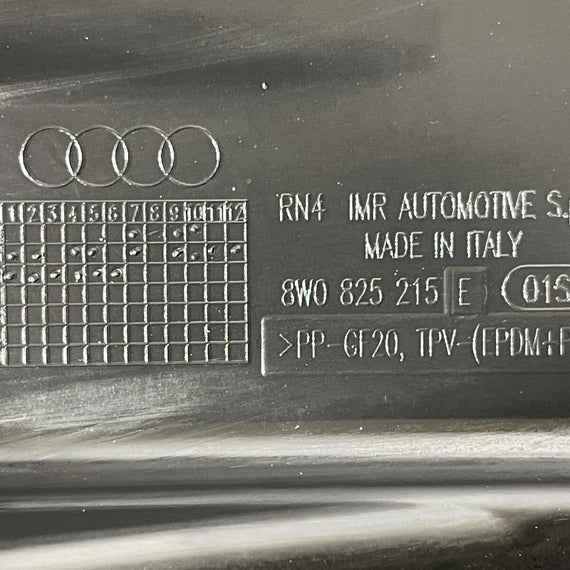 1 2 3 4 5 6 7 8 9 10 11 12
RN4 IMR AUTOMOTIVE S.
MADE IN ITALY
8W0 825 215 E 01S
>PP-GF20, TPV-(EPDM+P